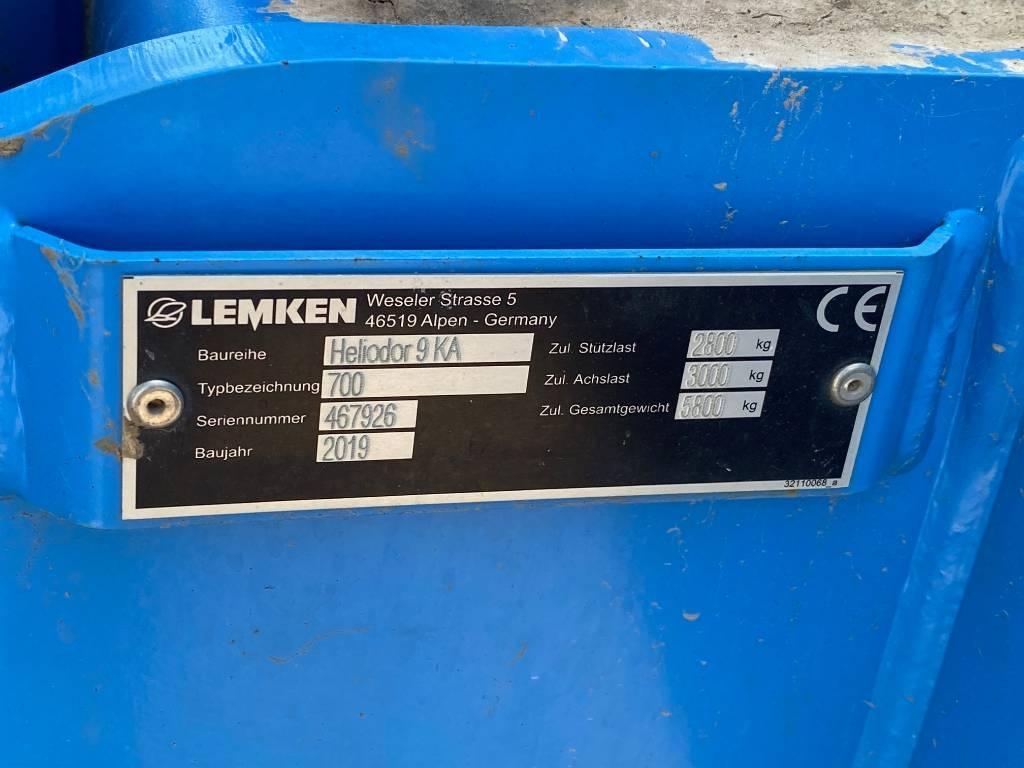 LEMKEN Weseler Strasse 5
46519 Alpen - Germany
CE
Baureihe Heliodor 9 KA
Zul. Stützlast 2800 kg
Typbezeichnung 700
Zul. Achslast 3000 kg
Seriennummer 467926
Zul. Gesamtgewicht 5800 kg
Baujahr 2019
32110068_a